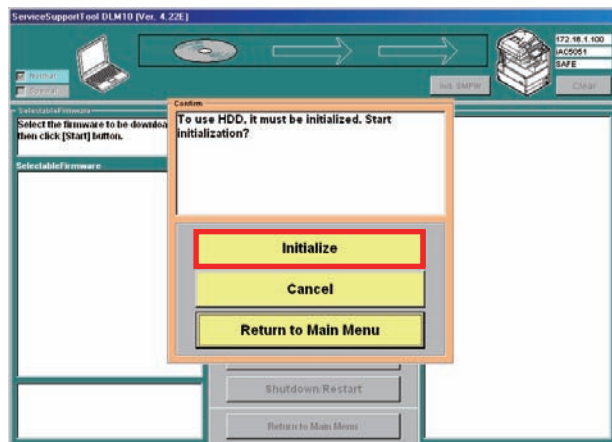 ServiceSupportTool DLM10 (Ver. 4.22E)
172.16.1.100
iAC5051
SAFE
Normal
Special
Init. SMPW
Clear
SelectableFirmware
Select the firmware to be downloa
then click [Start] button.
SelectableFirmware
Confirm
To use HDD, it must be initialized. Start
initialization?
Initialize
Cancel
Return to Main Menu
Shutdown/Restart
Return to Main Menu